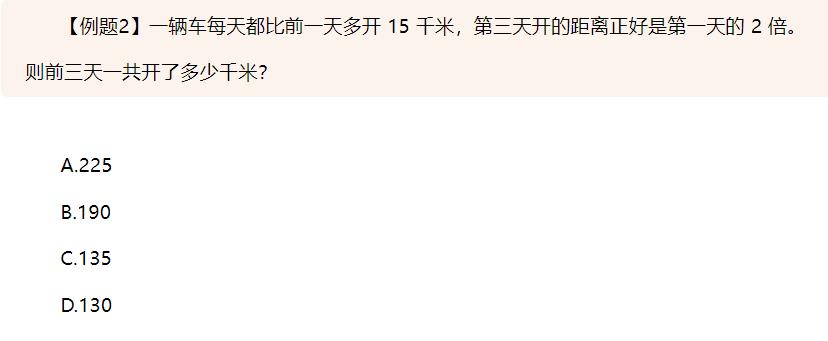 【例题2】一辆车每天都比前一天多开 15 千米，第三天开的距离正好是第一天的 2 倍。
则前三天一共开了多少千米？
A.225
B.190
C.135
D.130